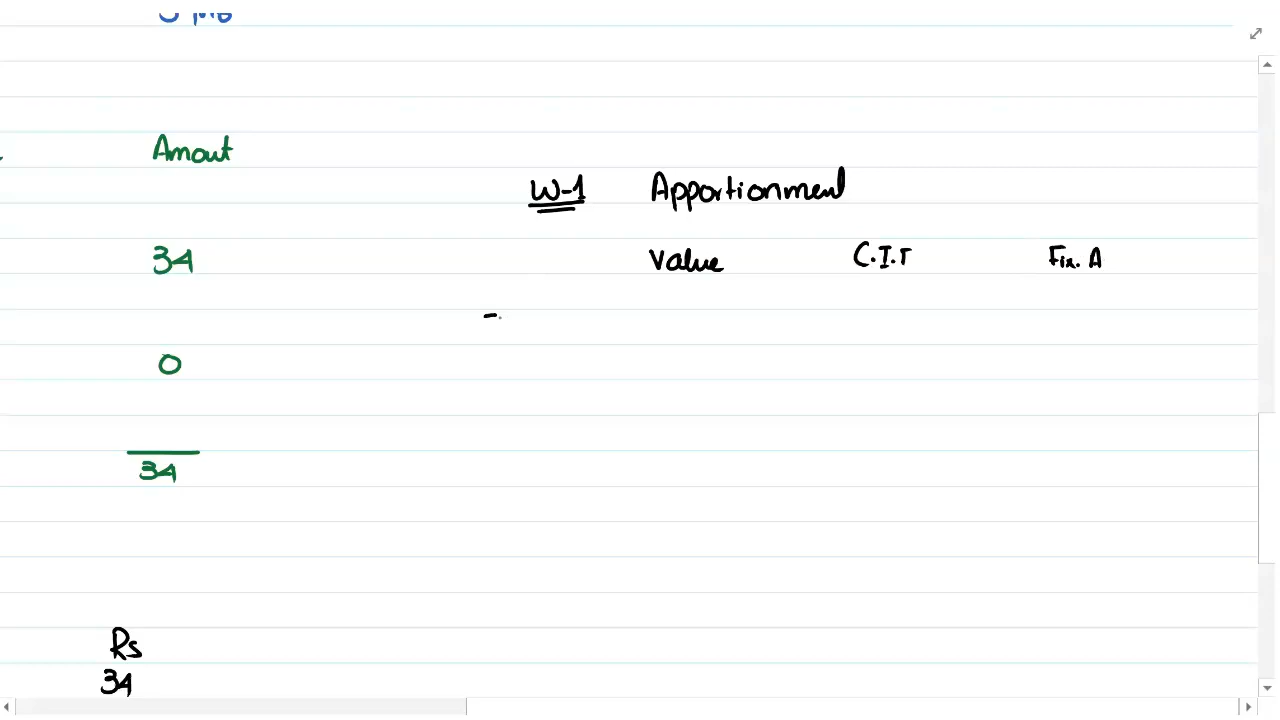 Amout
W-1 Apportionment
34 Value C.I.T Fix. A
0
34
Rs
34